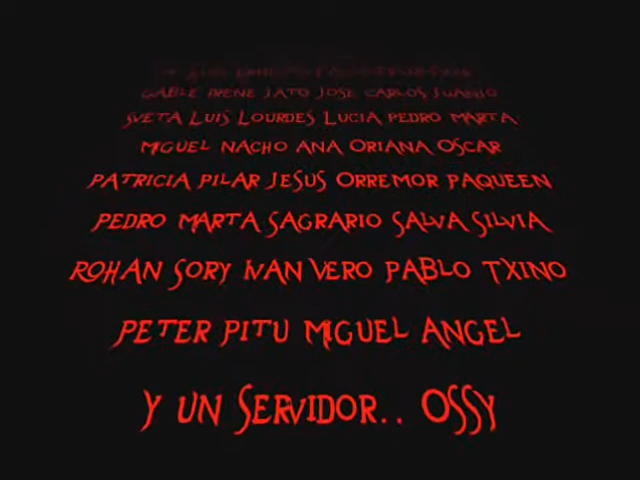 GABLE IRENE JATO JOSE CARLOS JUANJO
SVETA LUIS LOURDES LUCIA PEDRO MARTA
MIGUEL NACHO ANA ORIANA OSCAR
PATRICIA PILAR JESUS ORREMOR PAQUEEN
PEDRO MARTA SAGRARIO SALVA SILVIA
ROHAN SORY IVAN VERO PABLO TXINO
PETER PITU MIGUEL ANGEL
Y UN SERVIDOR.. OSSY